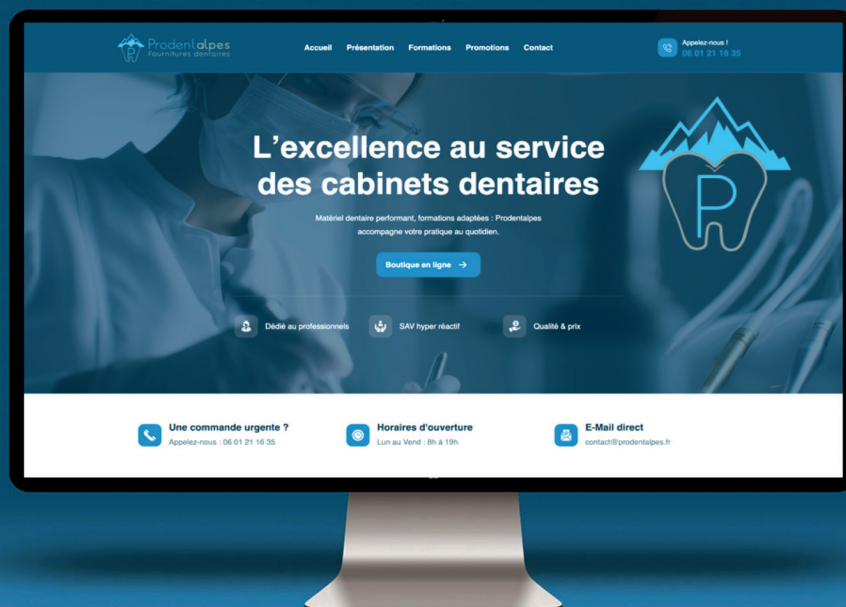 Prodentalpes
Fournitures dentaires
Accueil Présentation Formations Promotions Contact
Appelez-nous !
06 01 21 16 35
L'excellence au service
des cabinets dentaires
P
Matériel dentaire performant, formations adaptées : Prodentalpes
accompagne votre pratique au quotidien.
Boutique en ligne →
Dédié au professionnels SAV hyper réactif Qualité & prix
Une commande urgente ?
Appelez-nous : 06 01 21 16 35
Horaires d'ouverture
Lun au Vend : 8h à 19h
E-Mail direct
contact@prodentalpes.fr